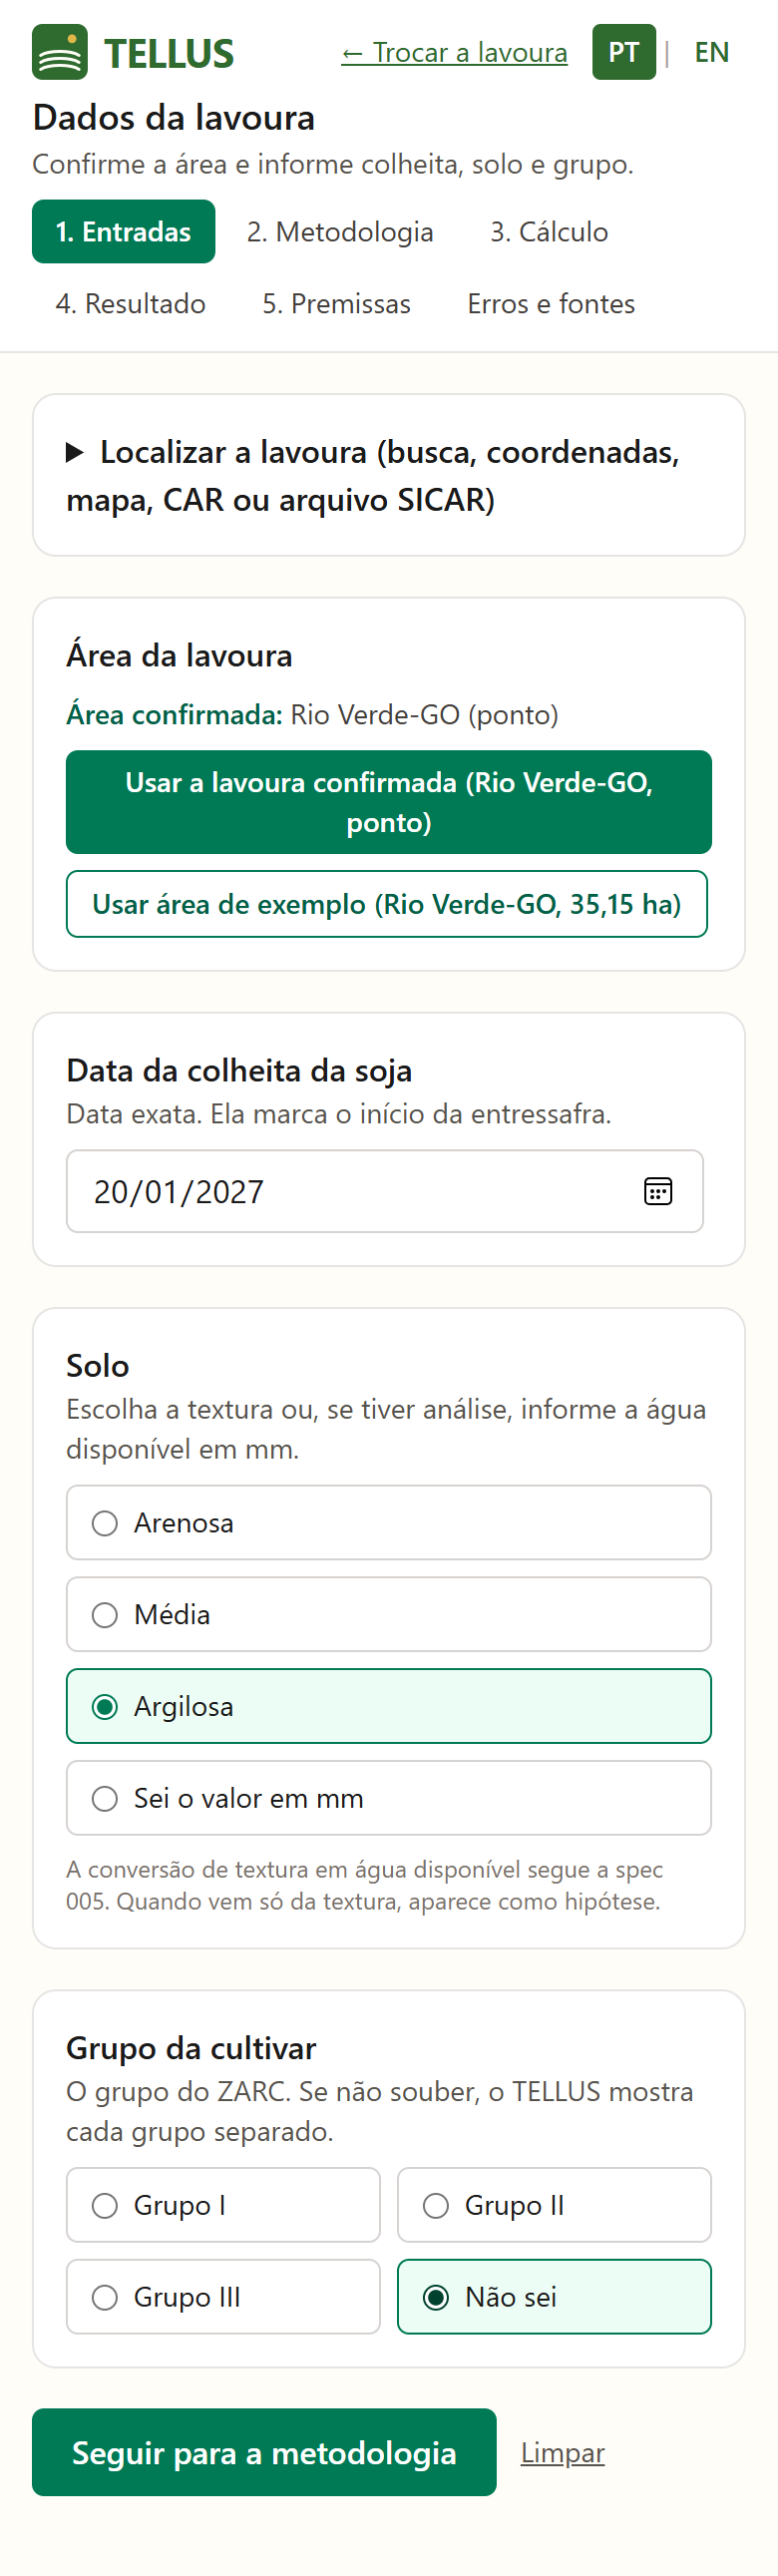 TELLUS
← Trocar a lavoura
PT | EN
Dados da lavoura
Confirme a área e informe colheita, solo e grupo.
1. Entradas
2. Metodologia
3. Cálculo
4. Resultado
5. Premissas
Erros e fontes
Localizar a lavoura (busca, coordenadas,
mapa, CAR ou arquivo SICAR)
Área da lavoura
Área confirmada: Rio Verde-GO (ponto)
Usar a lavoura confirmada (Rio Verde-GO,
ponto)
Usar área de exemplo (Rio Verde-GO, 35,15 ha)
Data da colheita da soja
Data exata. Ela marca o início da entressafra.
20/01/2027
Solo
Escolha a textura ou, se tiver análise, informe a água
disponível em mm.
Arenosa
Média
Argilosa
Sei o valor em mm
A conversão de textura em água disponível segue a spec
005. Quando vem só da textura, aparece como hipótese.
Grupo da cultivar
O grupo do ZARC. Se não souber, o TELLUS mostra
cada grupo separado.
Grupo I
Grupo II
Grupo III
Não sei
Seguir para a metodologia
Limpar